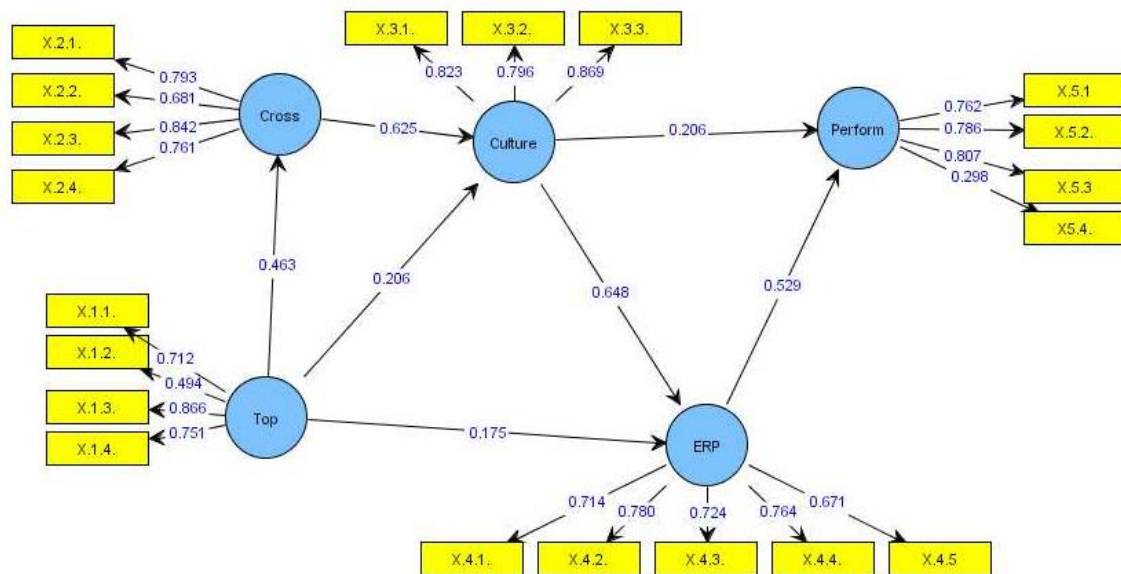 X.2.1.
X.2.2.
X.2.3.
X.2.4.
0.793
0.681
0.842
0.761
Cross
X.3.1.
X.3.2.
X.3.3.
0.823
0.796
0.869
0.625
Culture
0.206
Perform
0.762
0.786
0.807
0.298
X.5.1
X.5.2.
X.5.3
X5.4.
0.463
0.206
0.648
0.529
X.1.1.
X.1.2.
X.1.3.
X.1.4.
0.712
0.494
0.866
0.751
Top
0.175
ERP
0.714
0.780
0.724
0.764
0.671
X.4.1.
X.4.2.
X.4.3.
X.4.4.
X.4.5